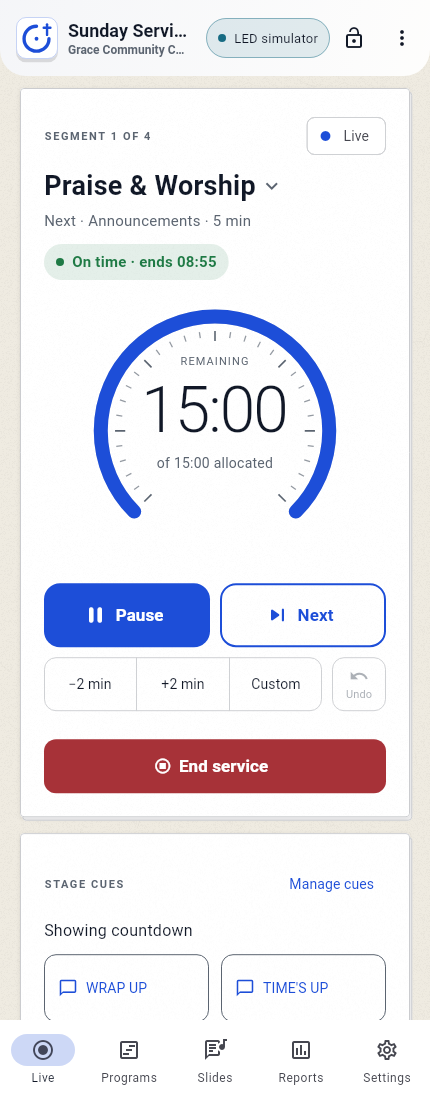 Sunday Servi...
Grace Community C...
LED simulator
SEGMENT 1 OF 4
Live
Praise & Worship
Next · Announcements · 5 min
On time · ends 08:55
REMAINING
15:00
of 15:00 allocated
Pause
Next
−2 min
+2 min
Custom
Undo
End service
STAGE CUES
Manage cues
Showing countdown
WRAP UP
TIME'S UP
Live
Programs
Slides
Reports
Settings